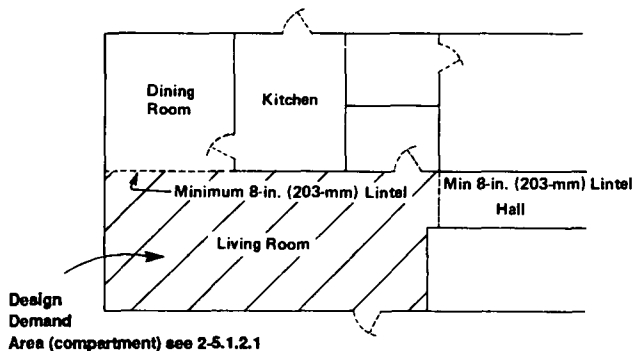 Dining
Room
Kitchen
Minimum 8-in. (203-mm) Lintel
Min 8-in. (203-mm) Lintel
Hall
Living Room
Design
Demand
Area (compartment) see 2-5.1.2.1